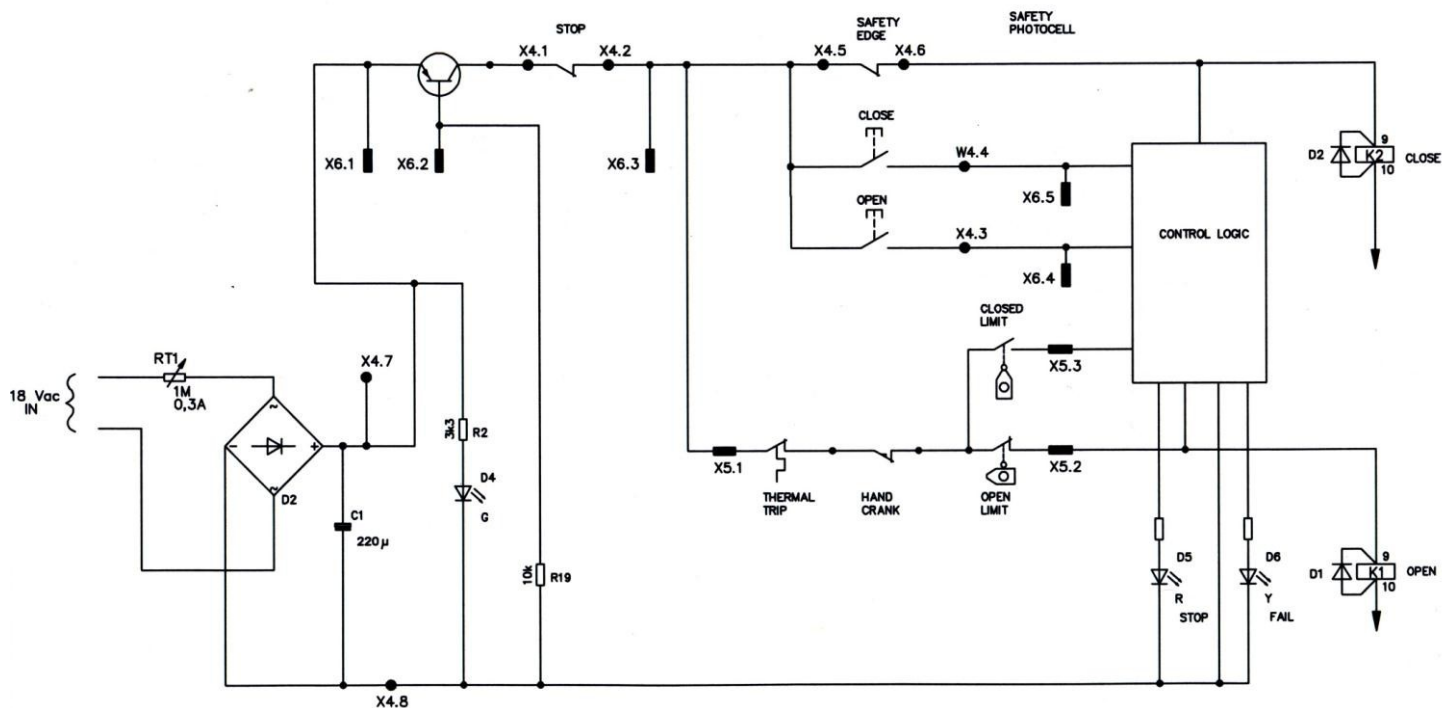 STOP
SAFETY
EDGE
SAFETY
PHOTOCELL
X4.1
X4.2
X4.5
X4.6
X6.1
X6.2
X6.3
CLOSE
W4.4
X6.5
OPEN
X4.3
X6.4
CONTROL LOGIC
D2
9
K2
10
CLOSE
CLOSED
LIMIT
X5.3
18 Vac
IN
RT1
1M
0,3A
X4.7
~
-
+
~
D2
C1
220µ
3k3
R2
D4
G
10k
R19
X5.1
THERMAL
TRIP
HAND
CRANK
OPEN
LIMIT
X5.2
D5
R
STOP
D6
Y
FAIL
D1
9
K1
10
OPEN
X4.8